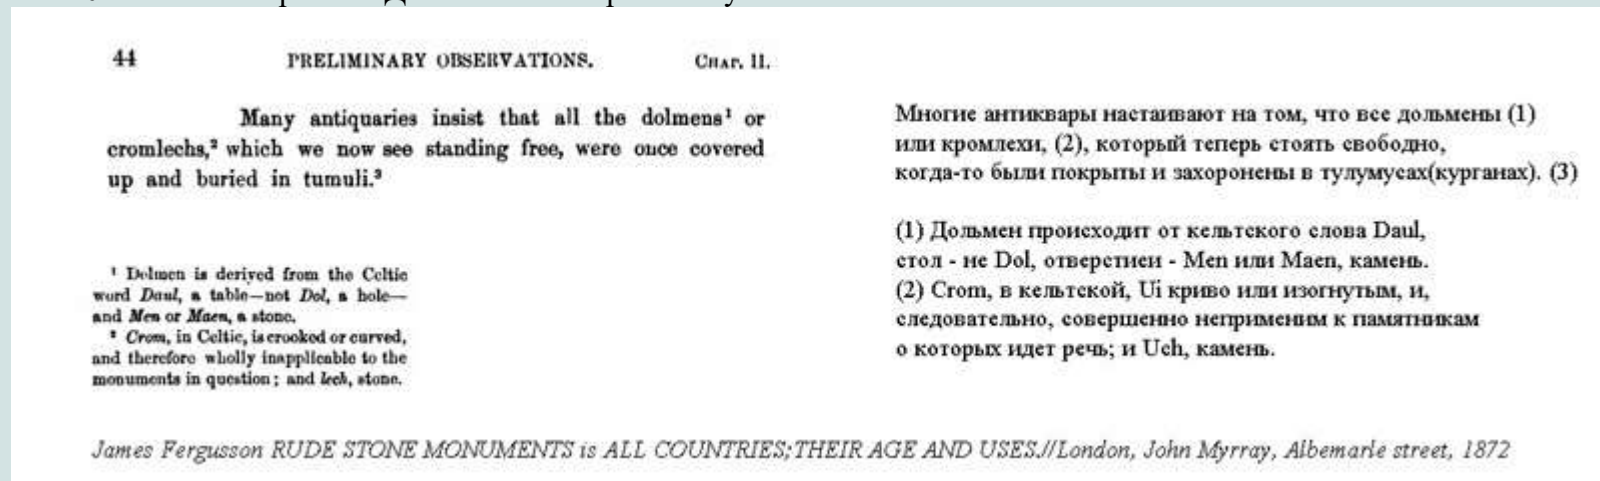 44 PRELIMINARY OBSERVATIONS. CHAP. II.
Many antiquaries insist that all the dolmens¹ or
cromlechs,² which we now see standing free, were once covered
up and buried in tumuli.³
¹ Dolmen is derived from the Celtic
word Daul, a table—not Dol, a hole—
and Men or Maen, a stone.
² Crom, in Celtic, is crooked or curved,
and therefore wholly inapplicable to the
monuments in question; and lech, stone.
Многие антиквары настаивают на том, что все дольмены (1)
или кромлехи, (2), который теперь стоять свободно,
когда-то были покрыты и захоронены в тулумусах(курганах). (3)
(1) Дольмен происходит от кельтского слова Daul,
стол - не Dol, отверстиеи - Men или Maen, камень.
(2) Crom, в кельтской, Ui криво или изогнутым, и,
следовательно, совершенно неприменим к памятникам
о которых идет речь; и Uch, камень.
James Fergusson RUDE STONE MONUMENTS is ALL COUNTRIES; THEIR AGE AND USES.//London, John Myrray, Albemarle street, 1872